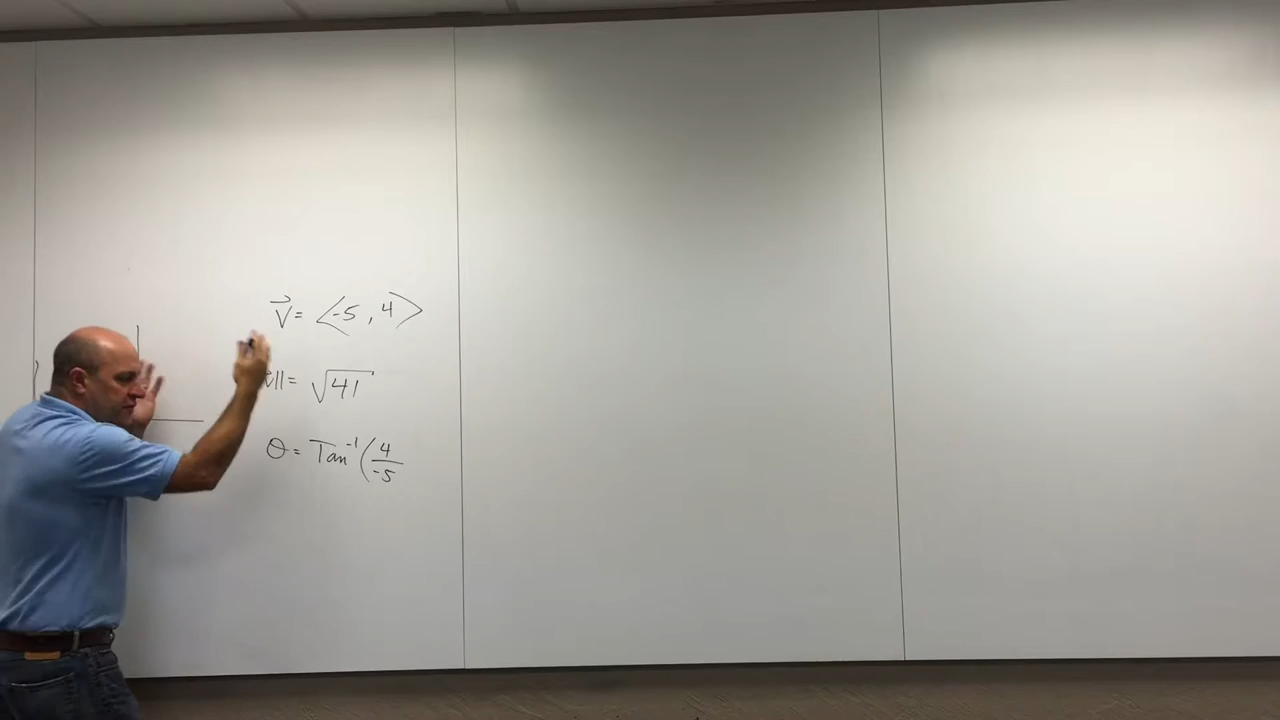 v⃗ = <-5, 4>
|| = √41
θ = Tan⁻¹(4/-5